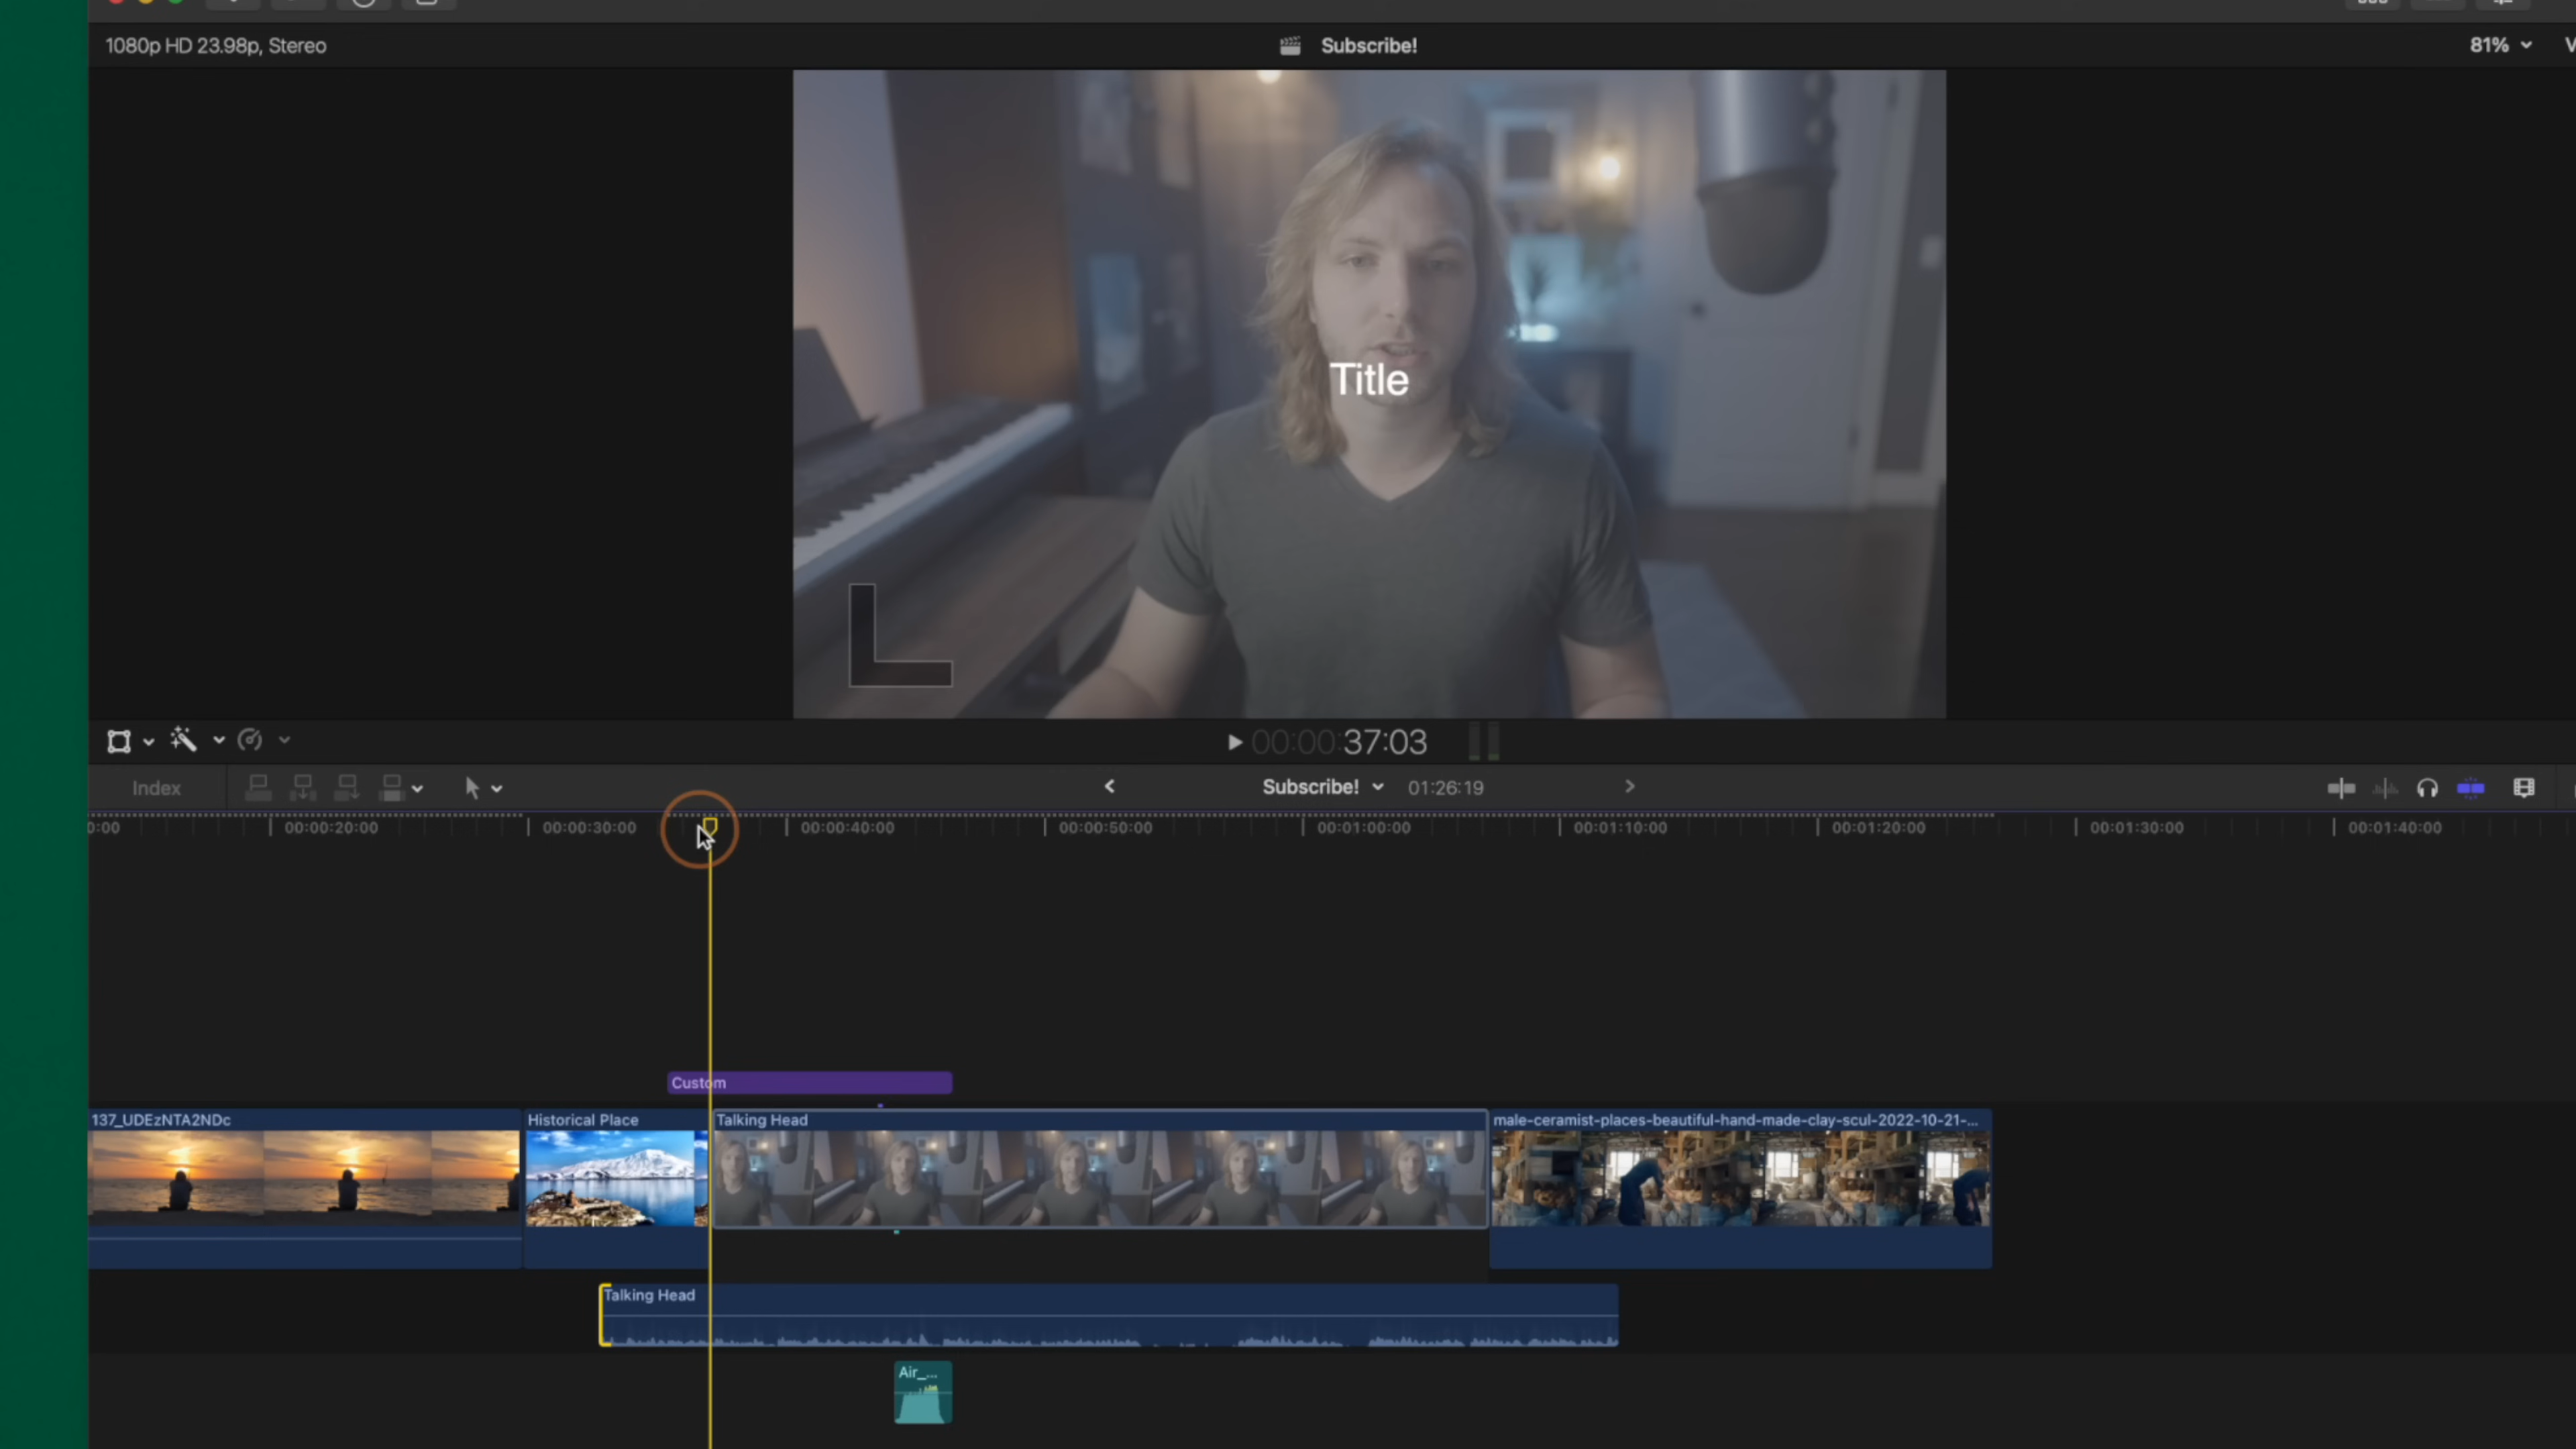 1080p HD 23.98p, Stereo
Subscribe!
81%
Title
00:00:37:03
Index
Subscribe!
01:26:19
0:00
00:00:20:00
00:00:30:00
00:00:40:00
00:00:50:00
00:01:00:00
00:01:10:00
00:01:20:00
00:01:30:00
00:01:40:00
Custom
137_UDEzNTA2NDc
Historical Place
Talking Head
male-ceramist-places-beautiful-hand-made-clay-scul-2022-10-21-...
Talking Head
Air_...